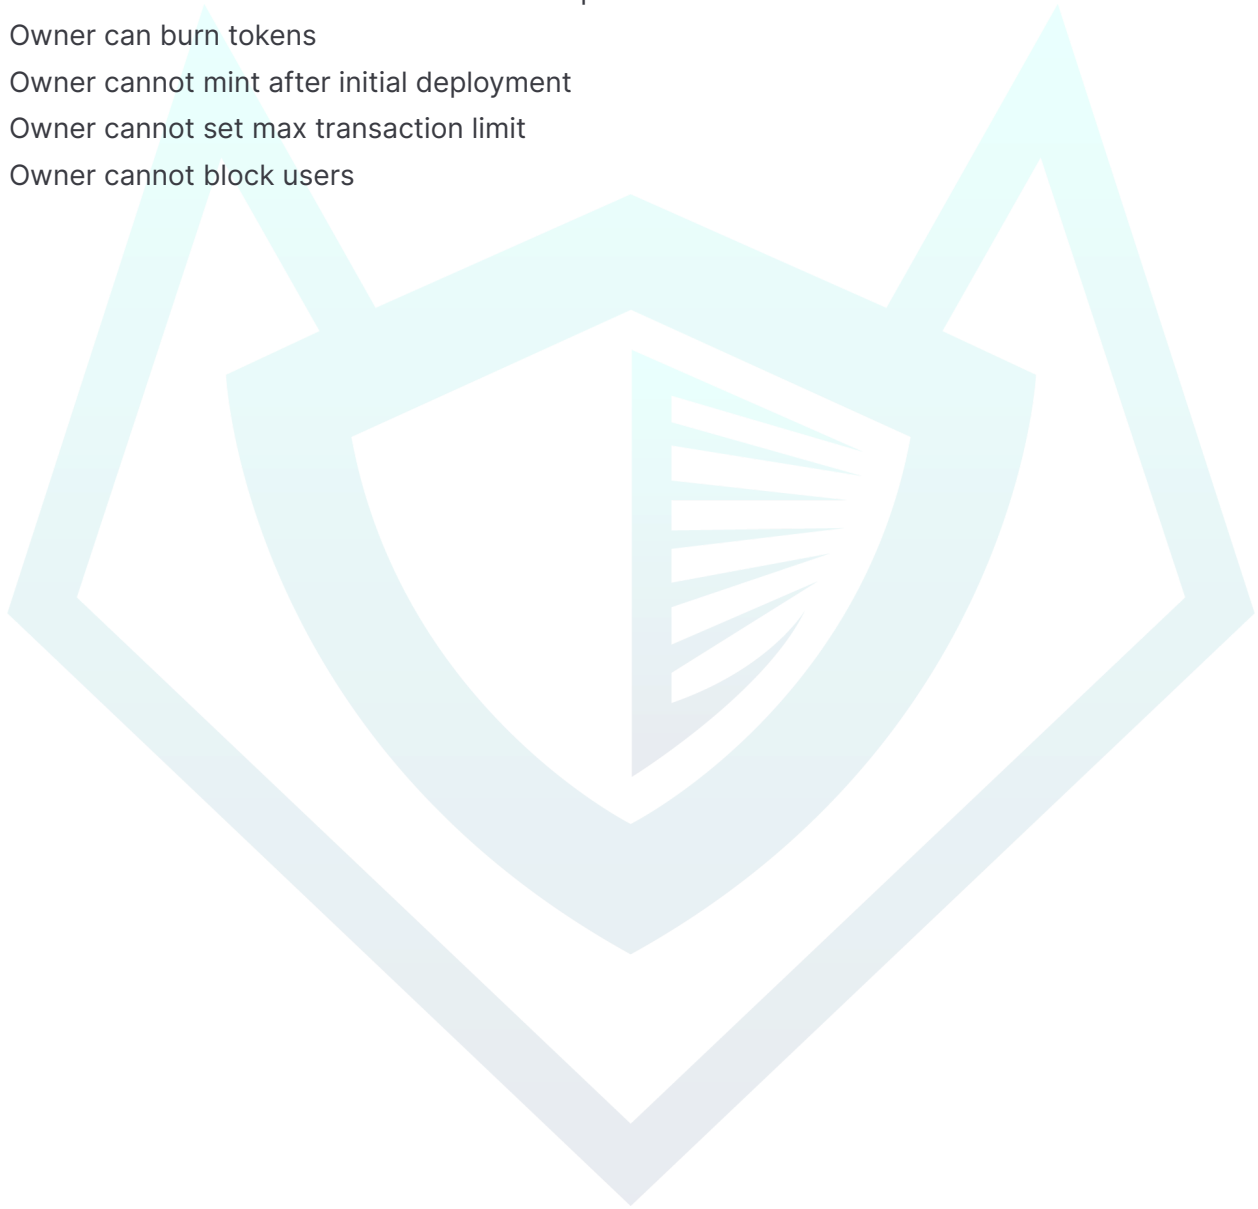 Owner can burn tokens
Owner cannot mint after initial deployment
Owner cannot set max transaction limit
Owner cannot block users